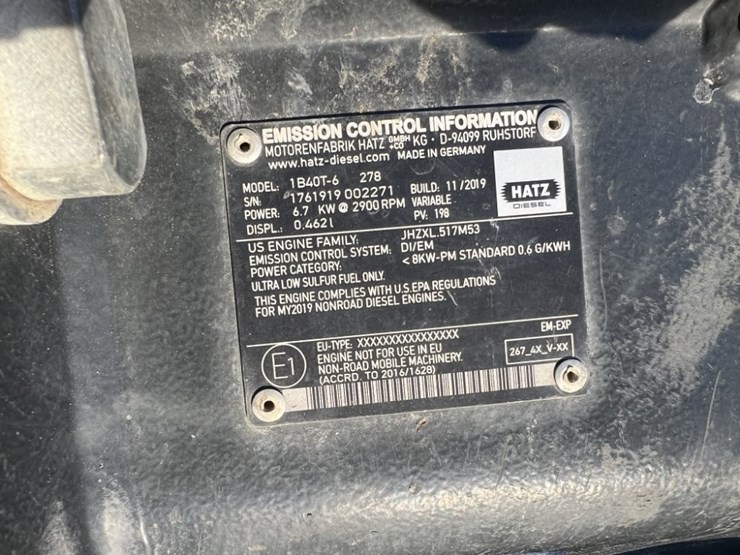 EMISSION CONTROL INFORMATION
MOTORENFABRIK HATZ GMBH +CO KG · D-94099 RUHSTORF
www.hatz-diesel.com MADE IN GERMANY
MODEL: 1B40T-6 278
S/N: 1761919 002271 BUILD: 11/2019
POWER: 6.7 KW @ 2900 RPM VARIABLE
DISPL.: 0.462 l PV: 198
HATZ
DIESEL
US ENGINE FAMILY: JHZXL.517M53
EMISSION CONTROL SYSTEM: DI/EM
POWER CATEGORY: <8KW-PM STANDARD 0.6 G/KWH
ULTRA LOW SULFUR FUEL ONLY.
THIS ENGINE COMPLIES WITH U.S.EPA REGULATIONS
FOR MY2019 NONROAD DIESEL ENGINES.
E1
EU-TYPE: XXXXXXXXXXXXXXXX
ENGINE NOT FOR USE IN EU
NON-ROAD MOBILE MACHINERY.
(ACCRD. TO 2016/1628)
EM-EXP
267_4X_V-XX